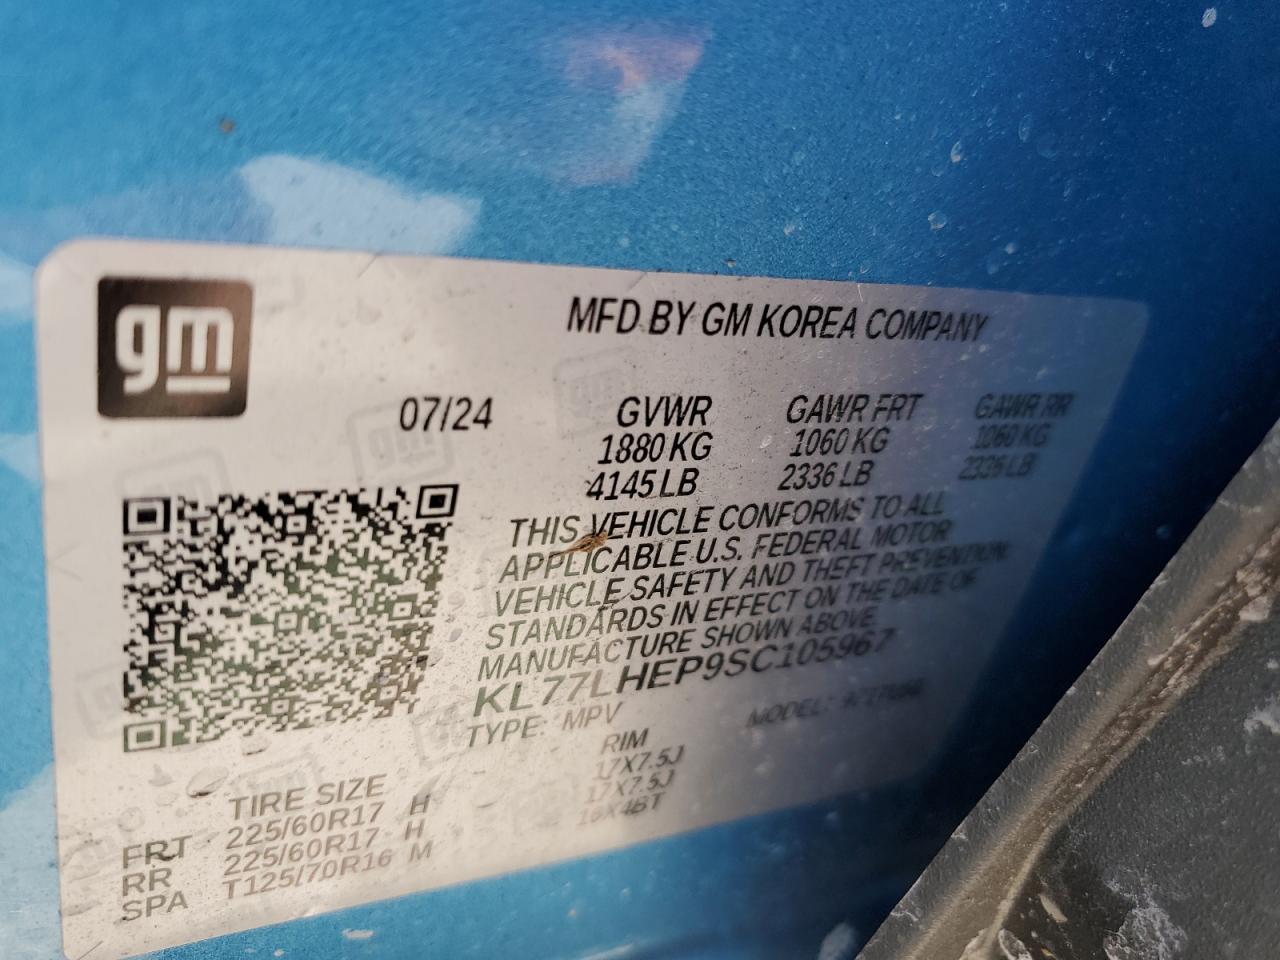 gm
MFD BY GM KOREA COMPANY
07/24 GVWR GAWR FRT GAWR RR
1880 KG 1060 KG 1060 KG
4145 LB 2336 LB 2336 LB
THIS VEHICLE CONFORMS TO ALL
APPLICABLE U.S. FEDERAL MOTOR
VEHICLE SAFETY AND THEFT PREVENTION
STANDARDS IN EFFECT ON THE DATE OF
MANUFACTURE SHOWN ABOVE.
KL77LHEP9SC105967
TYPE: MPV MODEL:
TIRE SIZE RIM
FRT 225/60R17 H 17X7.5J
RR 225/60R17 H 17X7.5J
SPA T125/70R16 M 16X4BT